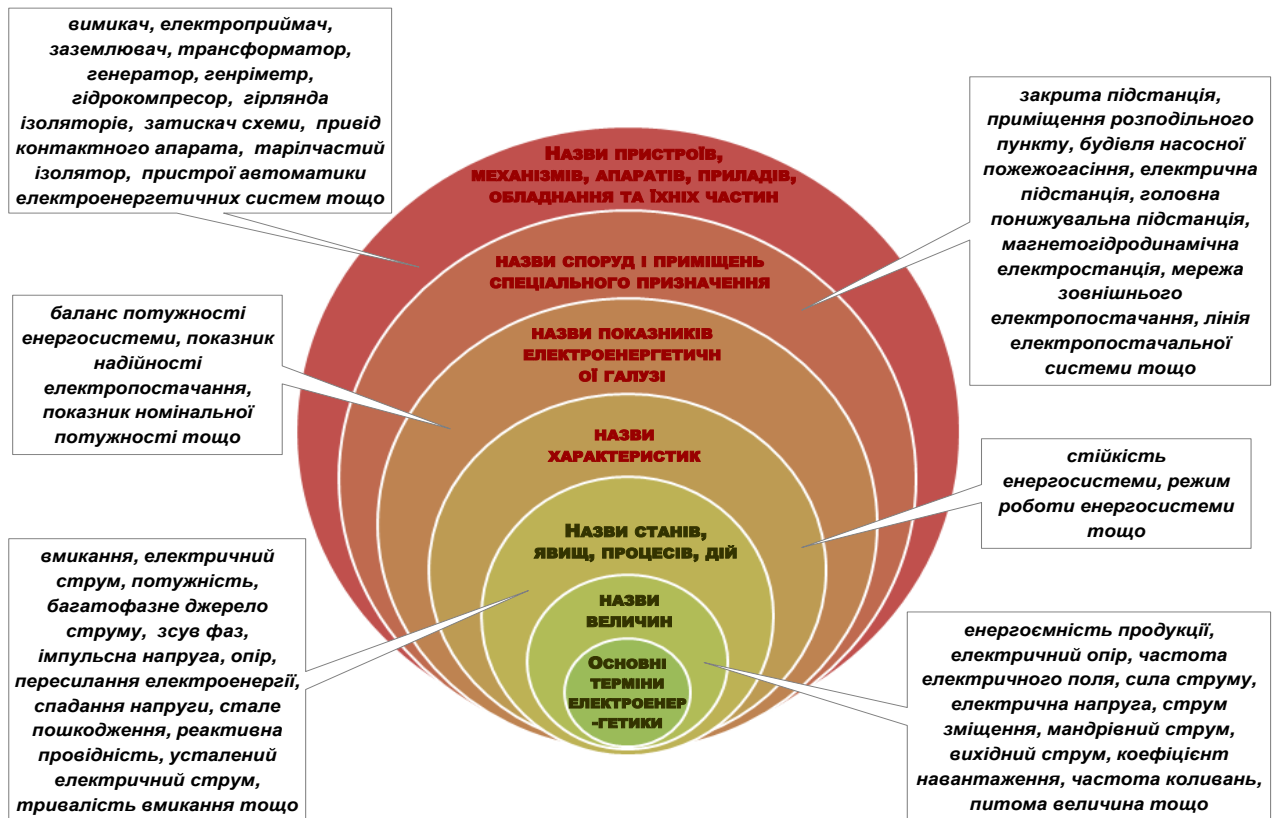 вимикач, електроприймач,
заземлювач, трансформатор,
генератор, генріметр,
гідрокомпресор, гірлянда
ізоляторів, затискач схеми, привід
контактного апарата, тарілчастий
ізолятор, пристрої автоматики
електроенергетичних систем тощо
закрита підстанція,
приміщення розподільного
пункту, будівля насосної
пожежогасіння, електрична
підстанція, головна
понижувальна підстанція,
магнетогідродинамічна
електростанція, мережа
зовнішнього
електропостачання, лінія
електропостачальної
системи тощо
Назви пристроїв,
механізмів, апаратів, приладів,
обладнання та їхніх частин
назви споруд і приміщень
спеціального призначення
назви показників
електроенергетичн
ої галузі
назви
характеристик
Назви станів,
явищ, процесів, дій
назви
величин
Основні
терміни
електроенер
-гетики
баланс потужності
енергосистеми, показник
надійності
електропостачання,
показник номінальної
потужності тощо
стійкість
енергосистеми, режим
роботи енергосистеми
тощо
вмикання, електричний
струм, потужність,
багатофазне джерело
струму, зсув фаз,
імпульсна напруга, опір,
пересилання електроенергії,
спадання напруги, стале
пошкодження, реактивна
провідність, усталений
електричний струм,
тривалість вмикання тощо
енергоємність продукції,
електричний опір, частота
електричного поля, сила струму,
електрична напруга, струм
зміщення, мандрівний струм,
вихідний струм, коефіцієнт
навантаження, частота коливань,
питома величина тощо